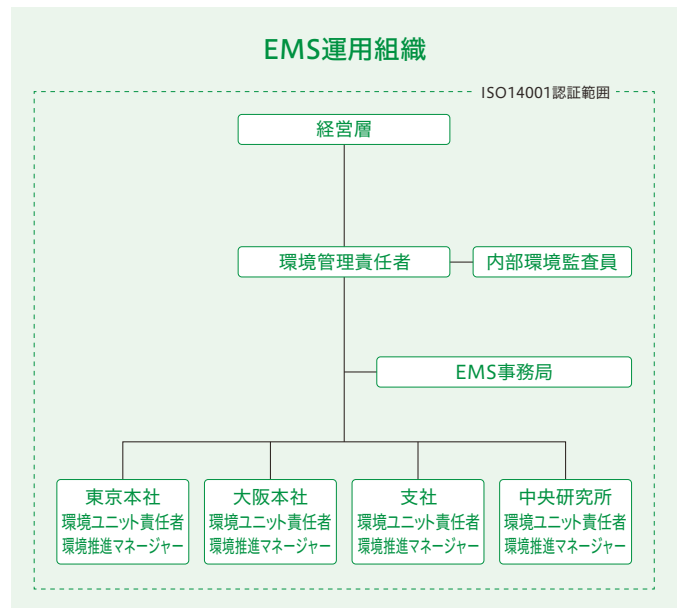 EMS運用組織
ISO14001認証範囲
経営層
環境管理責任者
内部環境監査員
EMS事務局
東京本社
環境ユニット責任者
環境推進マネージャー
大阪本社
環境ユニット責任者
環境推進マネージャー
支社
環境ユニット責任者
環境推進マネージャー
中央研究所
環境ユニット責任者
環境推進マネージャー